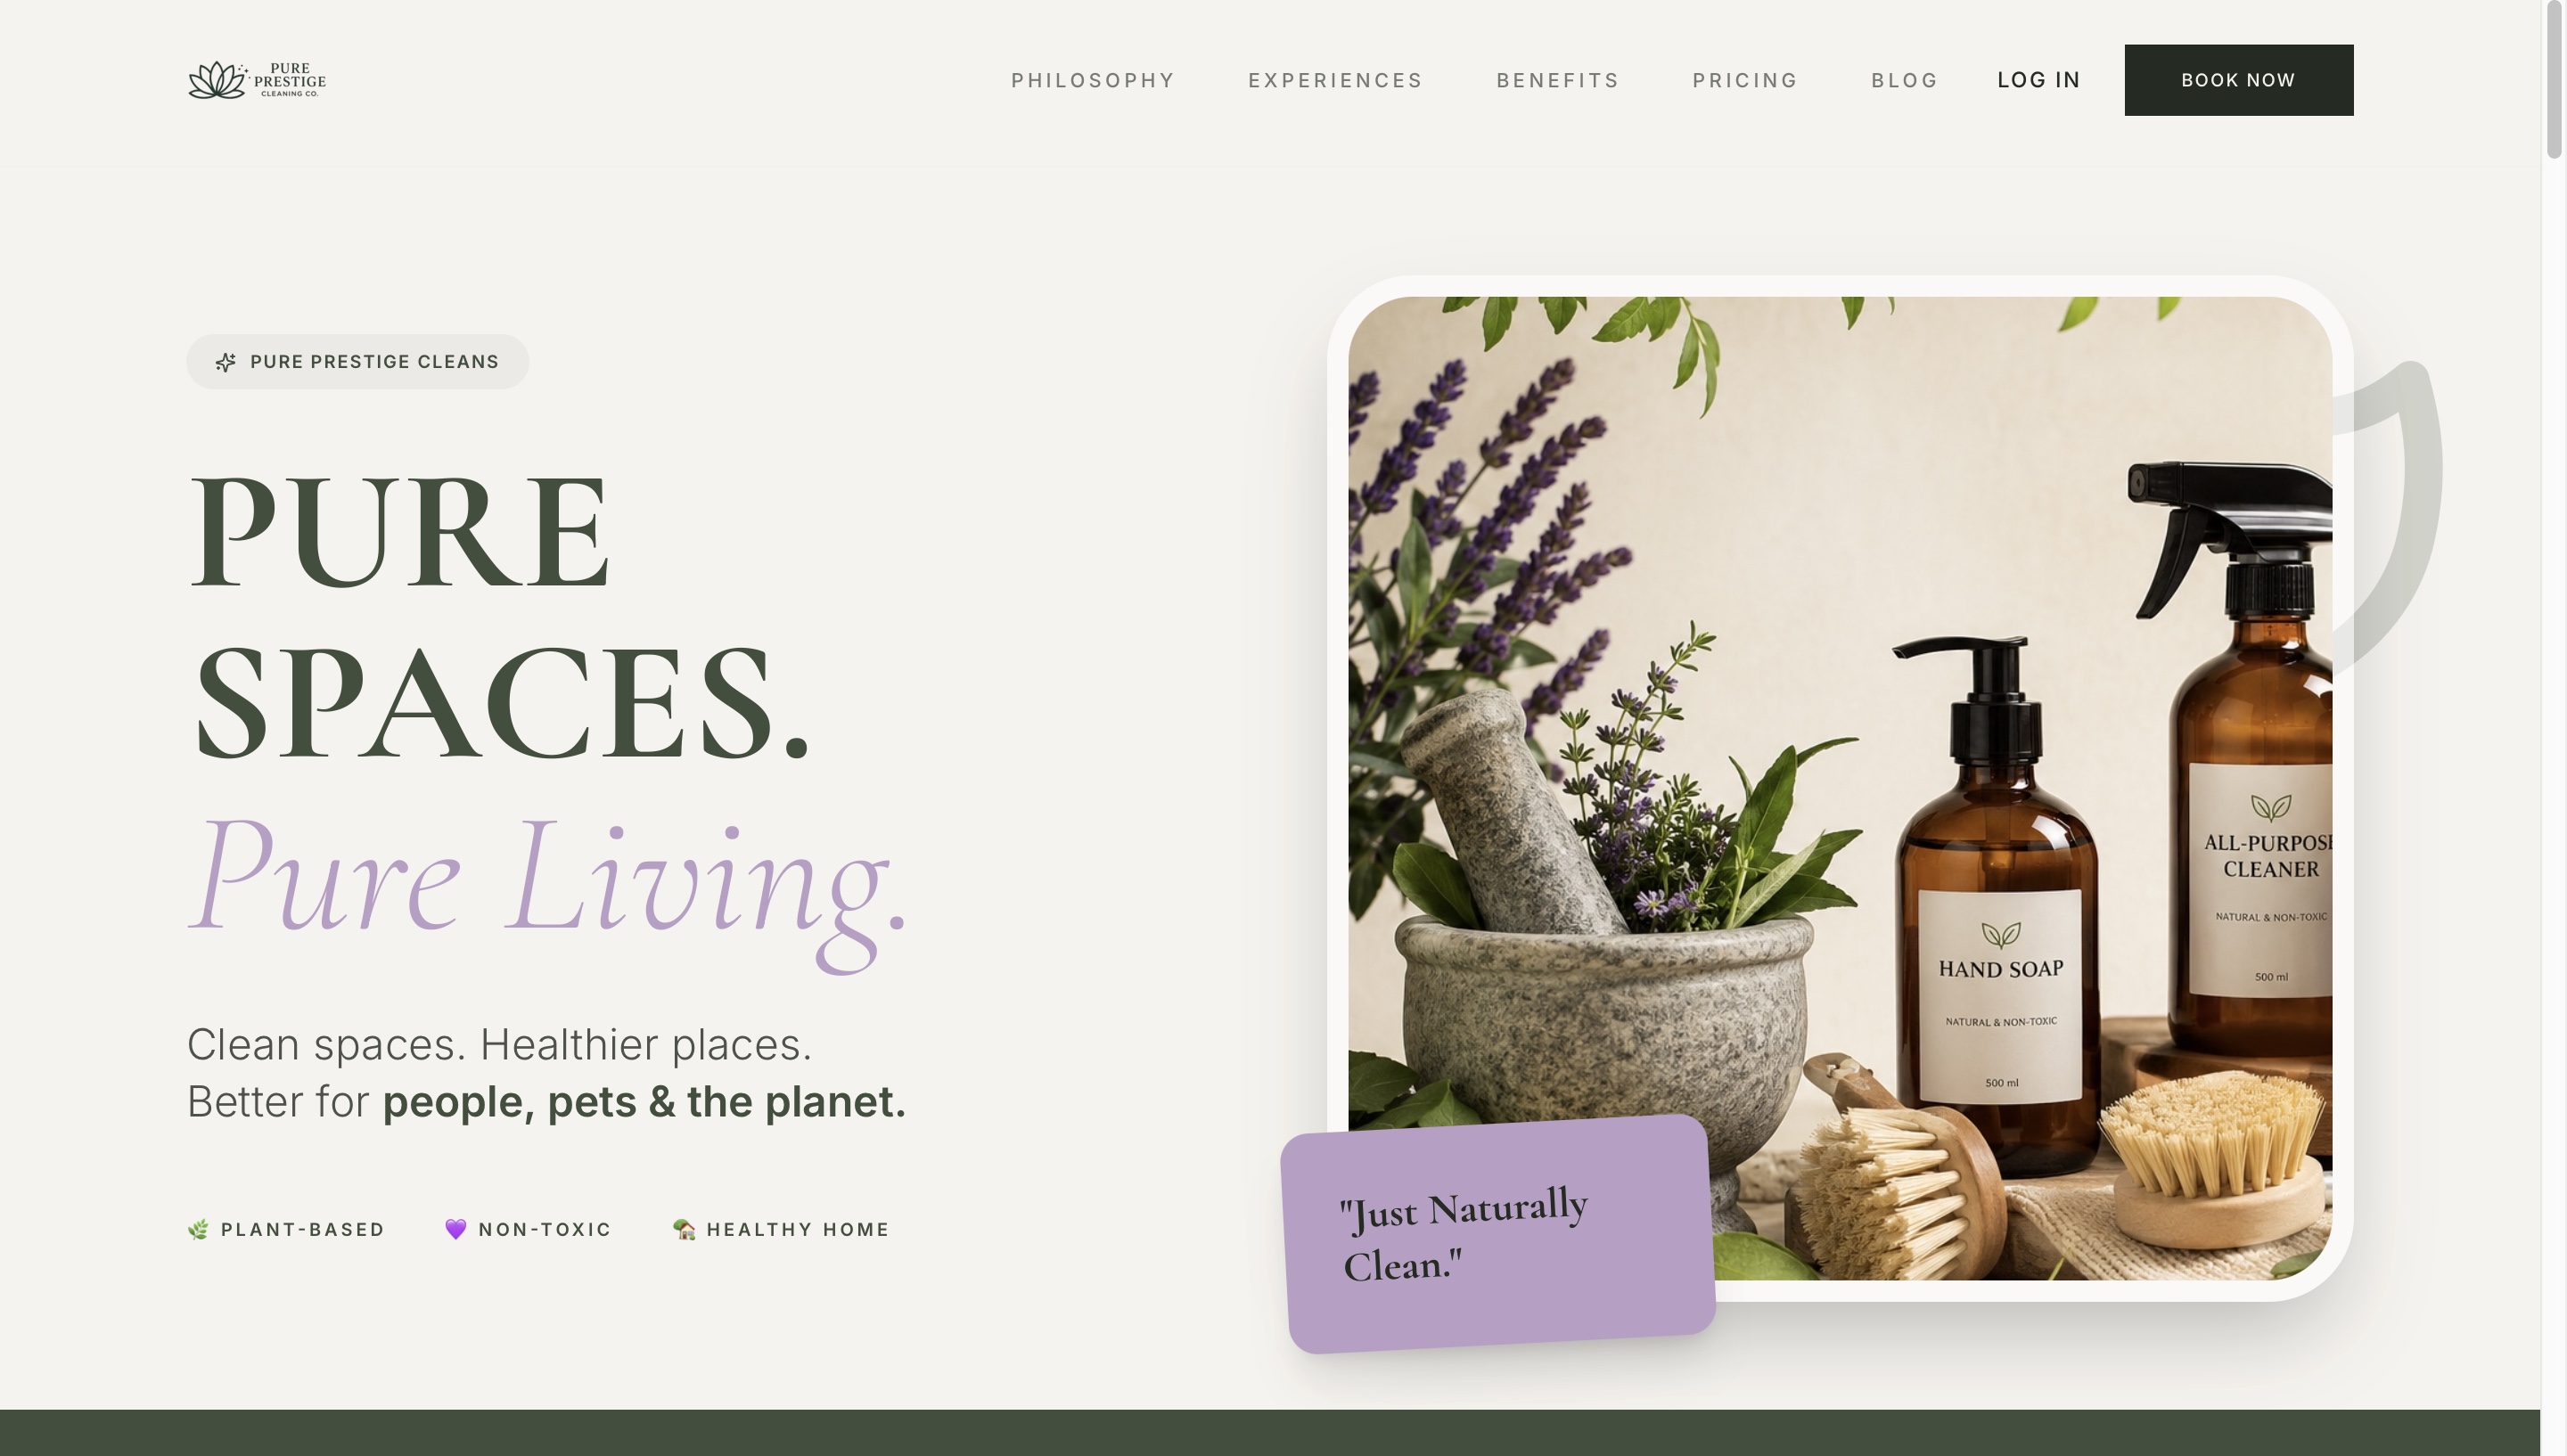 PURE
PRESTIGE
CLEANING CO.
PHILOSOPHY
EXPERIENCES
BENEFITS
PRICING
BLOG
LOG IN
BOOK NOW
PURE PRESTIGE CLEANS
PURE
SPACES.
Pure Living.
Clean spaces. Healthier places.
Better for people, pets & the planet.
🌿 PLANT-BASED
💜 NON-TOXIC
🏡 HEALTHY HOME
ALL-PURPOSE
CLEANER
NATURAL & NON-TOXIC
500 ml
HAND SOAP
NATURAL & NON-TOXIC
500 ml
"Just Naturally
Clean."